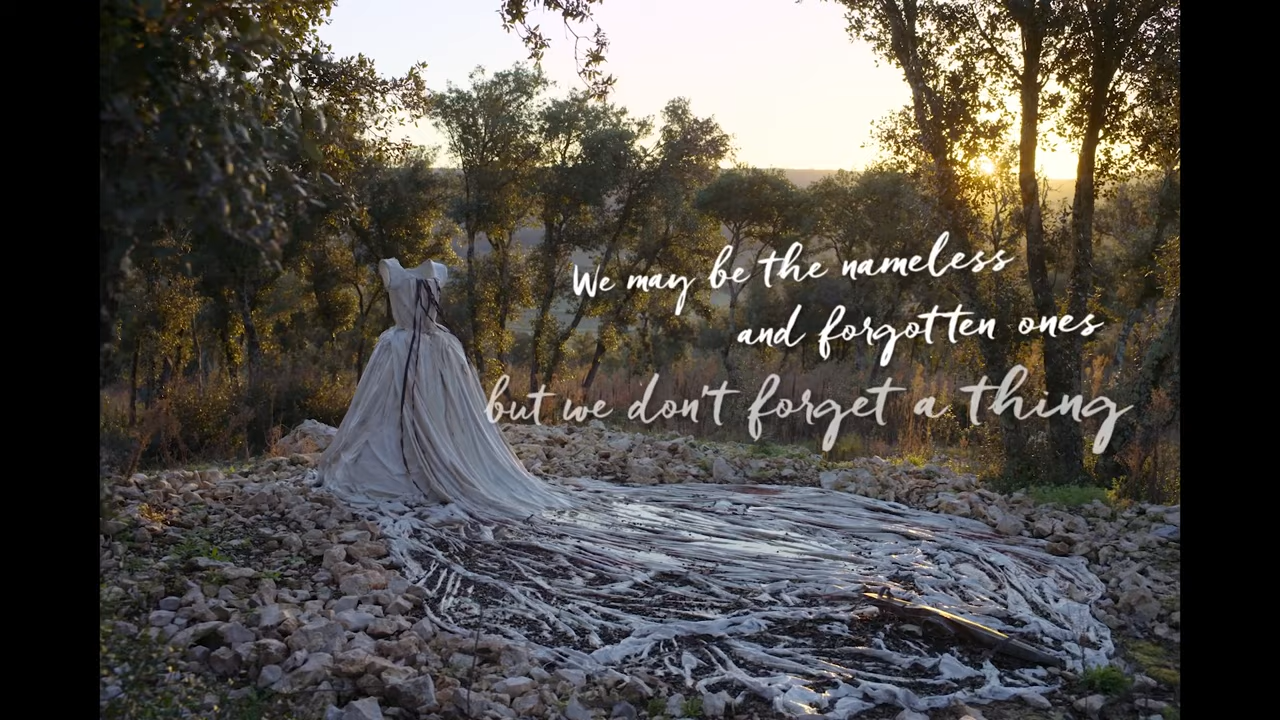 We may be the nameless
and forgotten ones
but we don't forget a thing